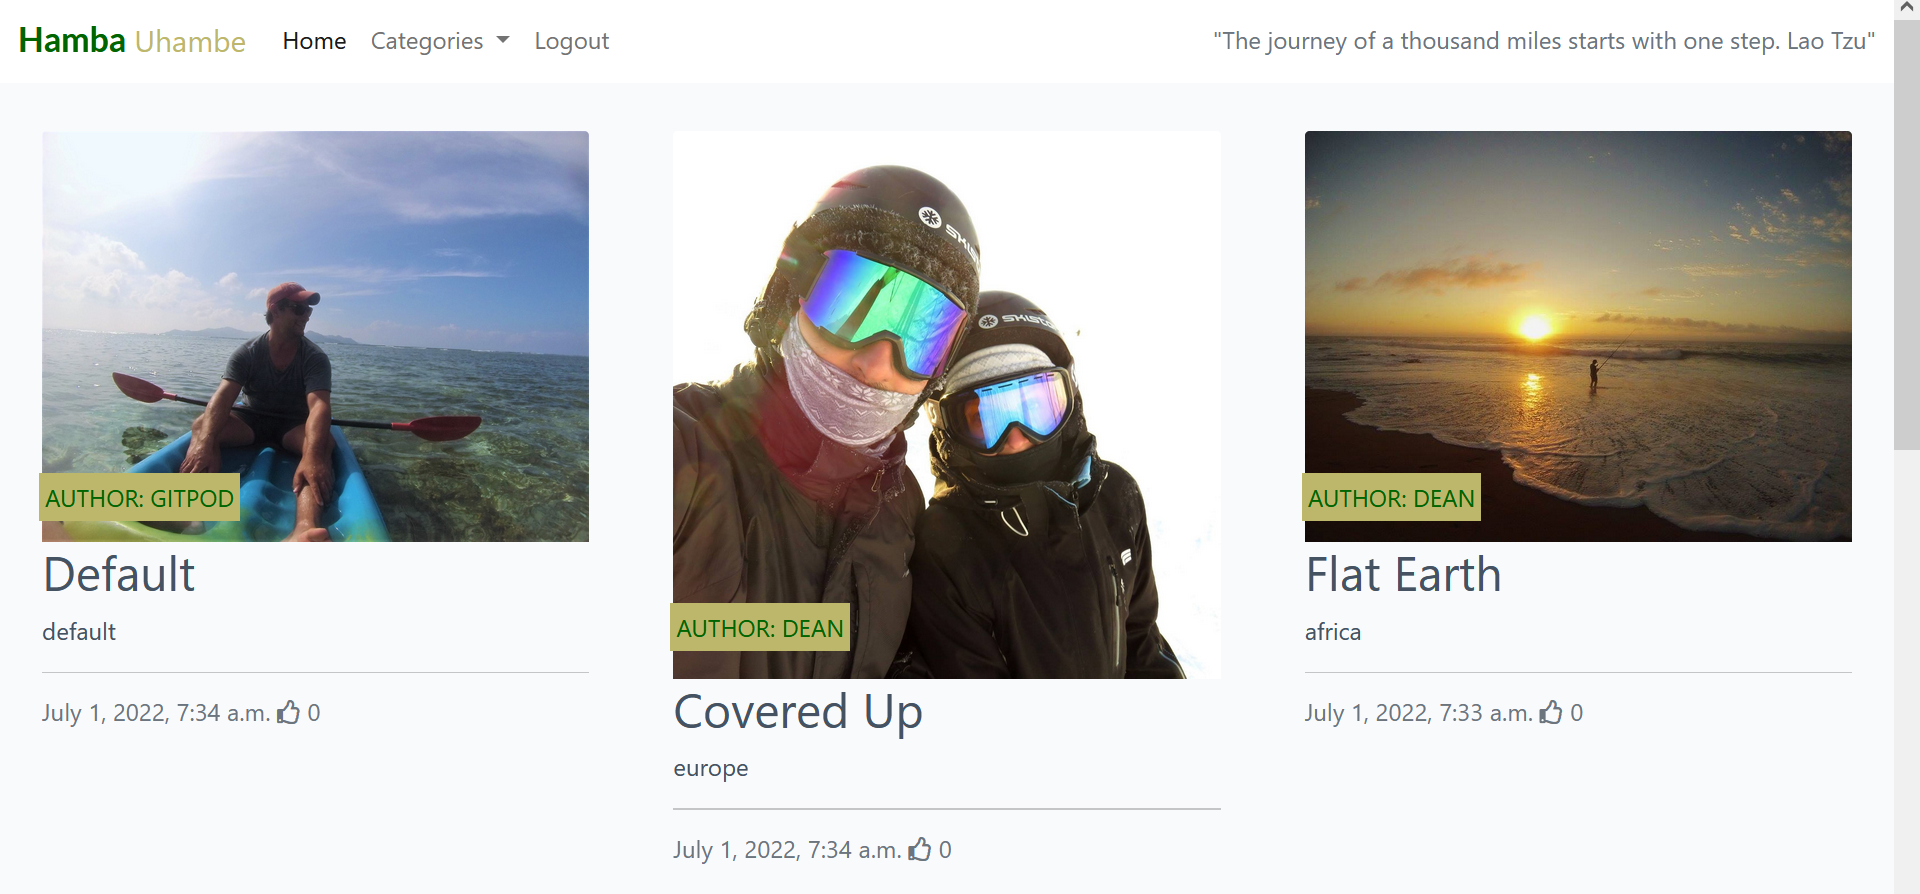 Hamba Uhambe Home Categories Logout "The journey of a thousand miles starts with one step. Lao Tzu"
AUTHOR: GITPOD
Default
default
July 1, 2022, 7:34 a.m. 0
AUTHOR: DEAN
Covered Up
europe
July 1, 2022, 7:34 a.m. 0
AUTHOR: DEAN
Flat Earth
africa
July 1, 2022, 7:33 a.m. 0